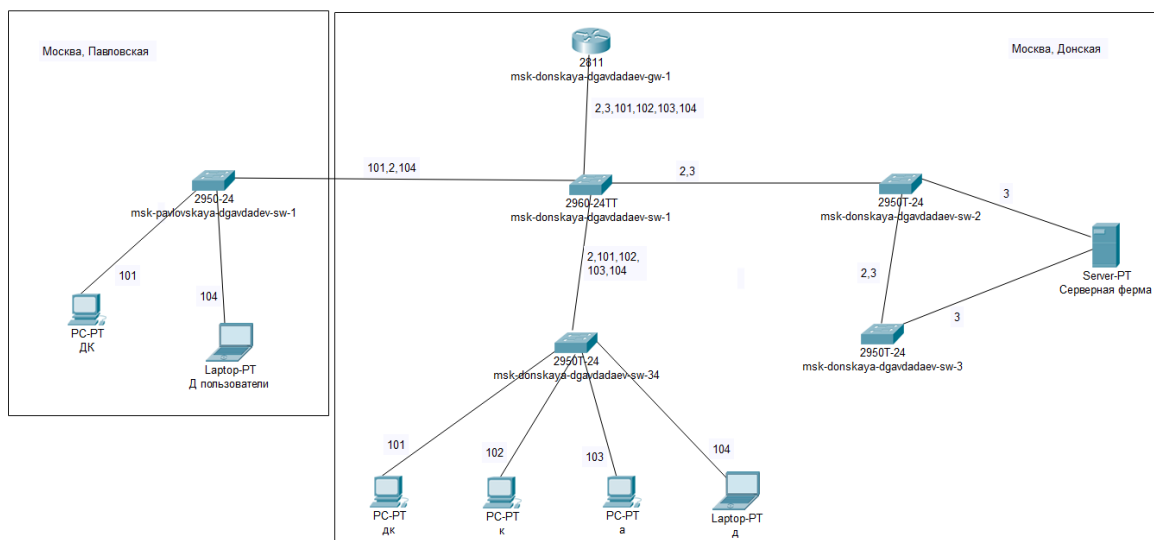 Москва, Павловская
Москва, Донская
2811
msk-donskaya-dgavdadaev-gw-1
2,3,101,102,103,104
101,2,104
2,3
2950-24
msk-pavlovskaya-dgavdadev-sw-1
2960-24TT
msk-donskaya-dgavdadaev-sw-1
2950T-24
msk-donskaya-dgavdadaev-sw-2
3
Server-PT
Серверная ферма
2,101,102,
103,104
2,3
3
101
104
PC-PT
ДК
Laptop-PT
Д пользователи
2950T-24
msk-donskaya-dgavdadaev-sw-34
2950T-24
msk-donskaya-dgavdadaev-sw-3
101
102
103
104
PC-PT
дк
PC-PT
к
PC-PT
а
Laptop-PT
д